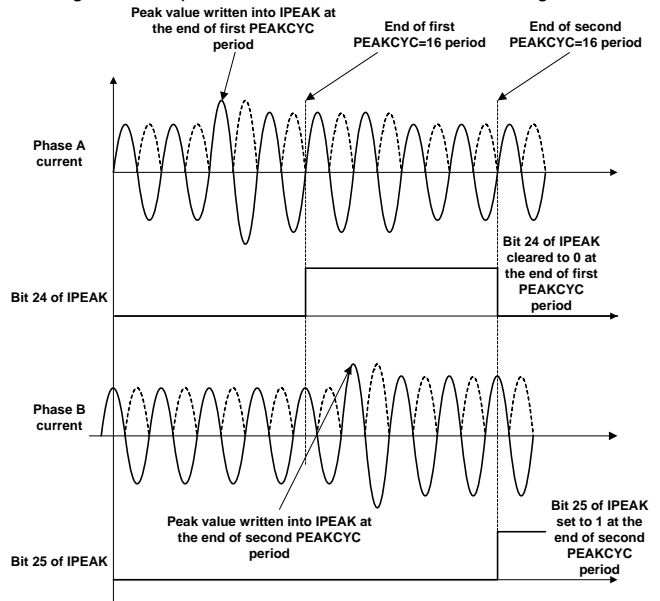 Peak value written into IPEAK at
the end of first PEAKCYC
period
End of first
PEAKCYC=16 period
End of second
PEAKCYC=16 period
Phase A
current
Bit 24 of IPEAK
cleared to 0 at
the end of first
PEAKCYC
period
Bit 24 of IPEAK
Phase B
current
Peak value written into IPEAK at
the end of second PEAKCYC
period
Bit 25 of IPEAK
set to 1 at the
end of second
PEAKCYC
period
Bit 25 of IPEAK